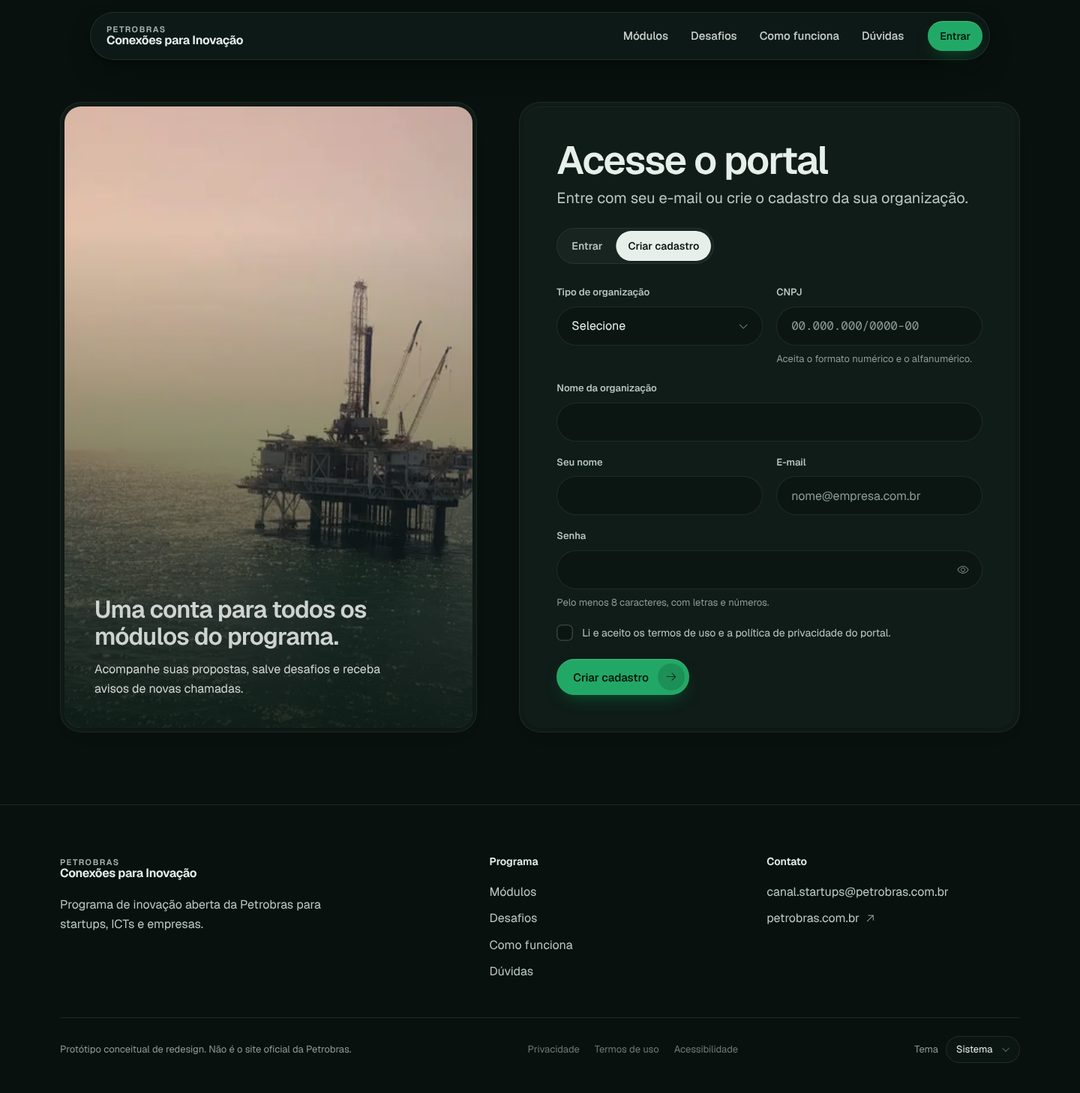 PETROBRAS
Conexões para Inovação
Módulos
Desafios
Como funciona
Dúvidas
Entrar
Uma conta para todos os
módulos do programa.
Acompanhe suas propostas, salve desafios e receba
avisos de novas chamadas.
Acesse o portal
Entre com seu e-mail ou crie o cadastro da sua organização.
Entrar
Criar cadastro
Tipo de organização
Selecione
CNPJ
00.000.000/0000-00
Aceita o formato numérico e o alfanumérico.
Nome da organização
Seu nome
E-mail
nome@empresa.com.br
Senha
Pelo menos 8 caracteres, com letras e números.
Li e aceito os termos de uso e a política de privacidade do portal.
Criar cadastro
PETROBRAS
Conexões para Inovação
Programa de inovação aberta da Petrobras para
startups, ICTs e empresas.
Programa
Módulos
Desafios
Como funciona
Dúvidas
Contato
canal.startups@petrobras.com.br
petrobras.com.br
Protótipo conceitual de redesign. Não é o site oficial da Petrobras.
Privacidade
Termos de uso
Acessibilidade
Tema
Sistema